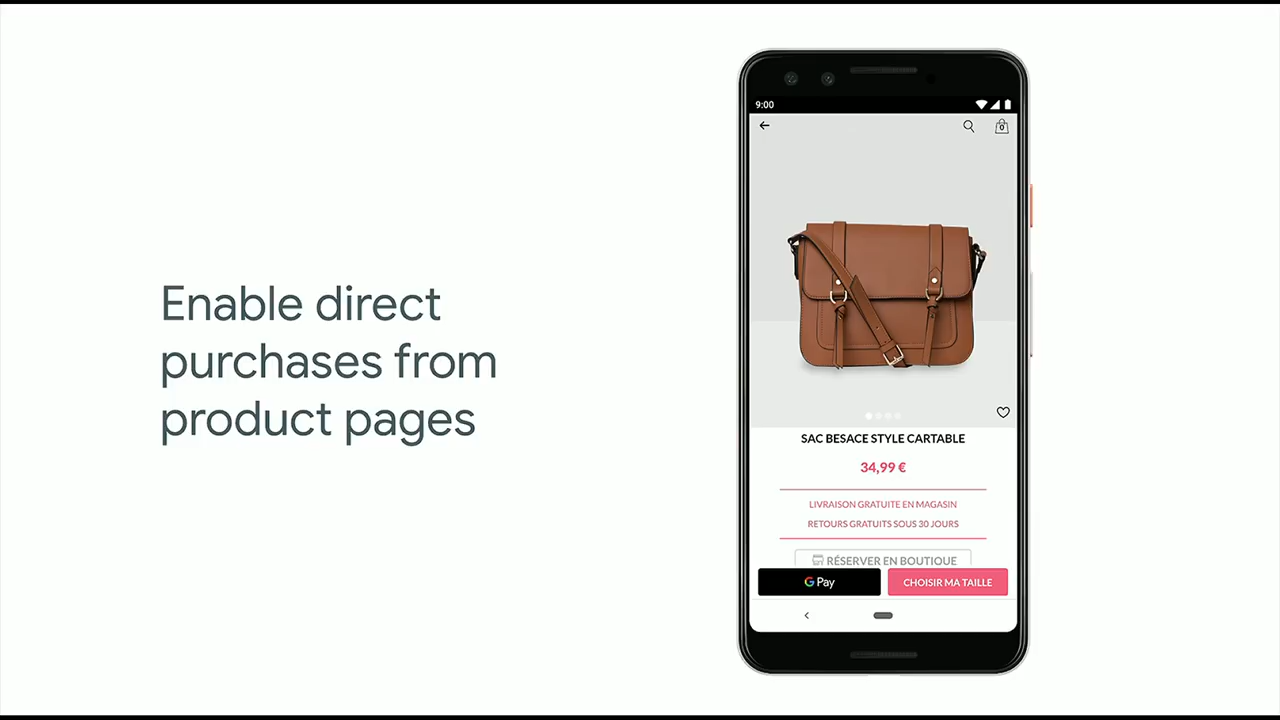 Enable direct
purchases from
product pages
9:00
0
SAC BESACE STYLE CARTABLE
34,99 €
LIVRAISON GRATUITE EN MAGASIN
RETOURS GRATUITS SOUS 30 JOURS
RÉSERVER EN BOUTIQUE
G Pay
CHOISIR MA TAILLE